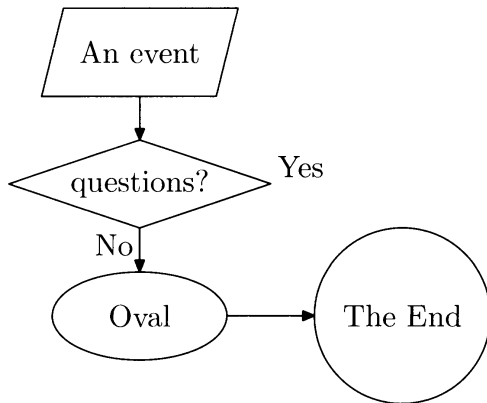 An event
questions?
Yes
No
Oval
The End